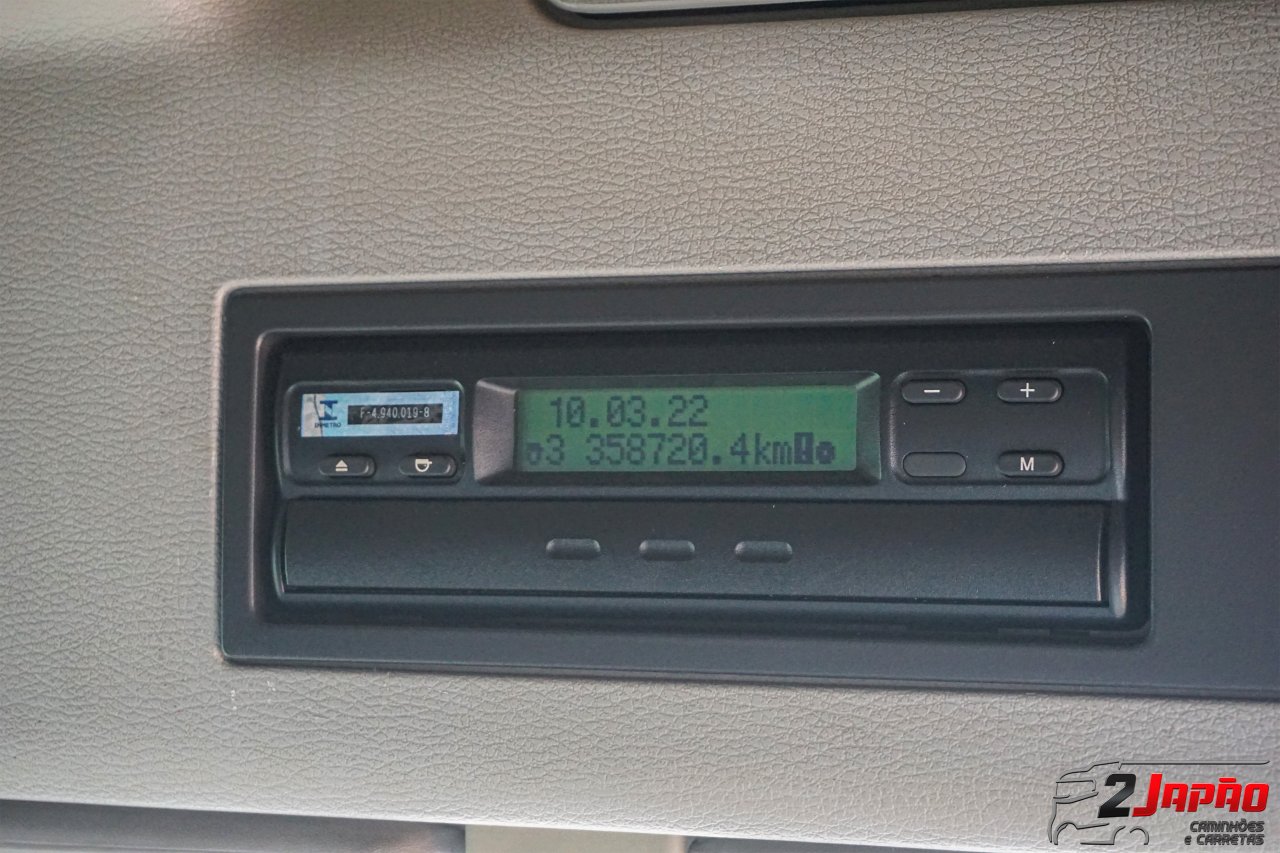 10.03.22
3 358720.4km
INMETRO
F-4.940.019-8
M
2JAPÃO
CAMINHÕES
e CARRETAS